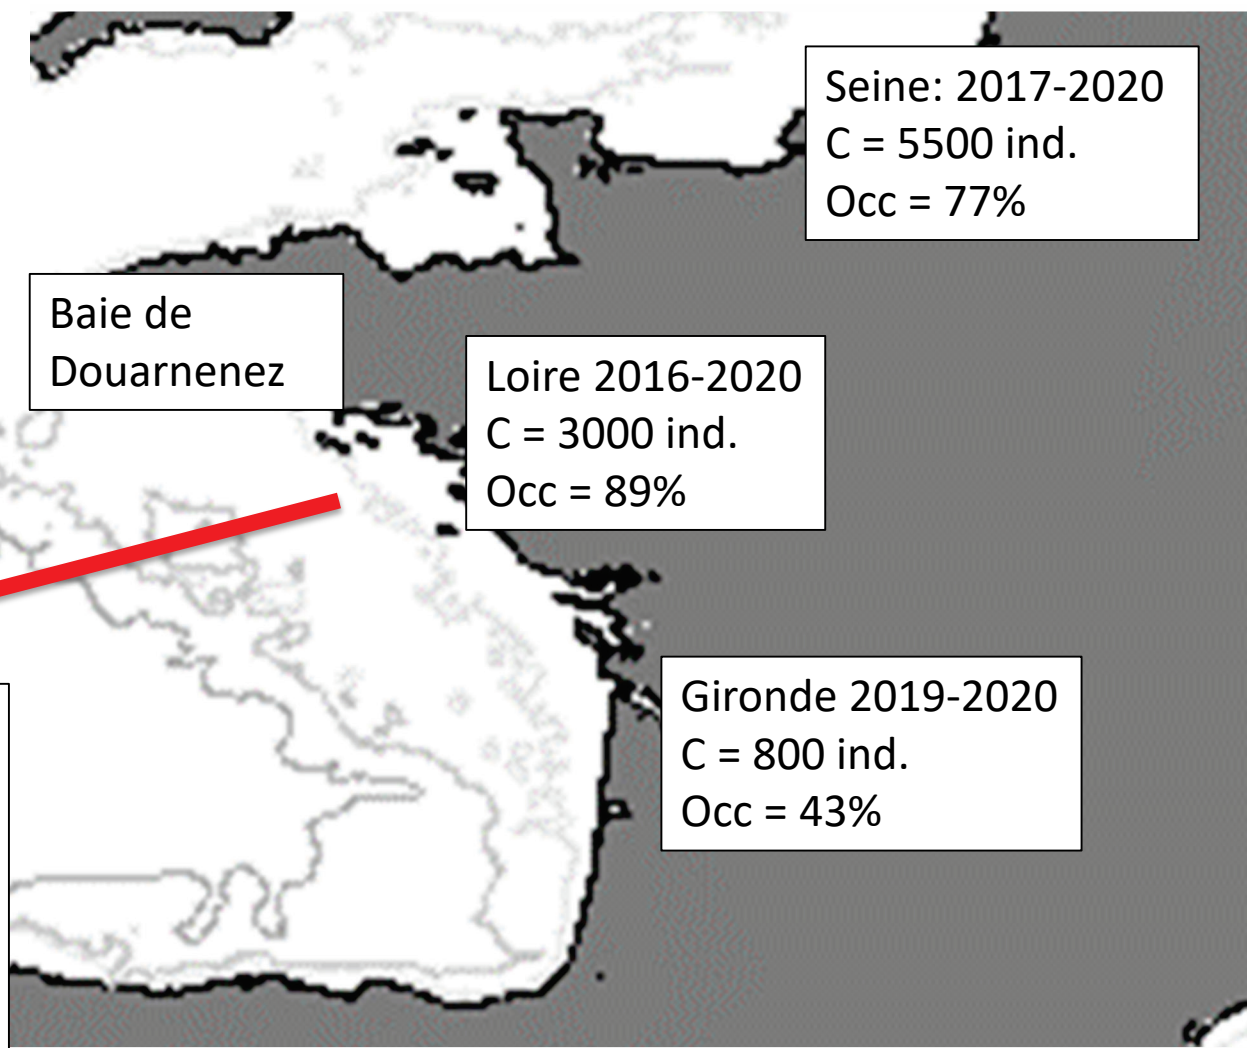 Seine: 2017-2020
C = 5500 ind.
Occ = 77%
Baie de
Douarnenez
Loire 2016-2020
C = 3000 ind.
Occ = 89%
Gironde 2019-2020
C = 800 ind.
Occ = 43%